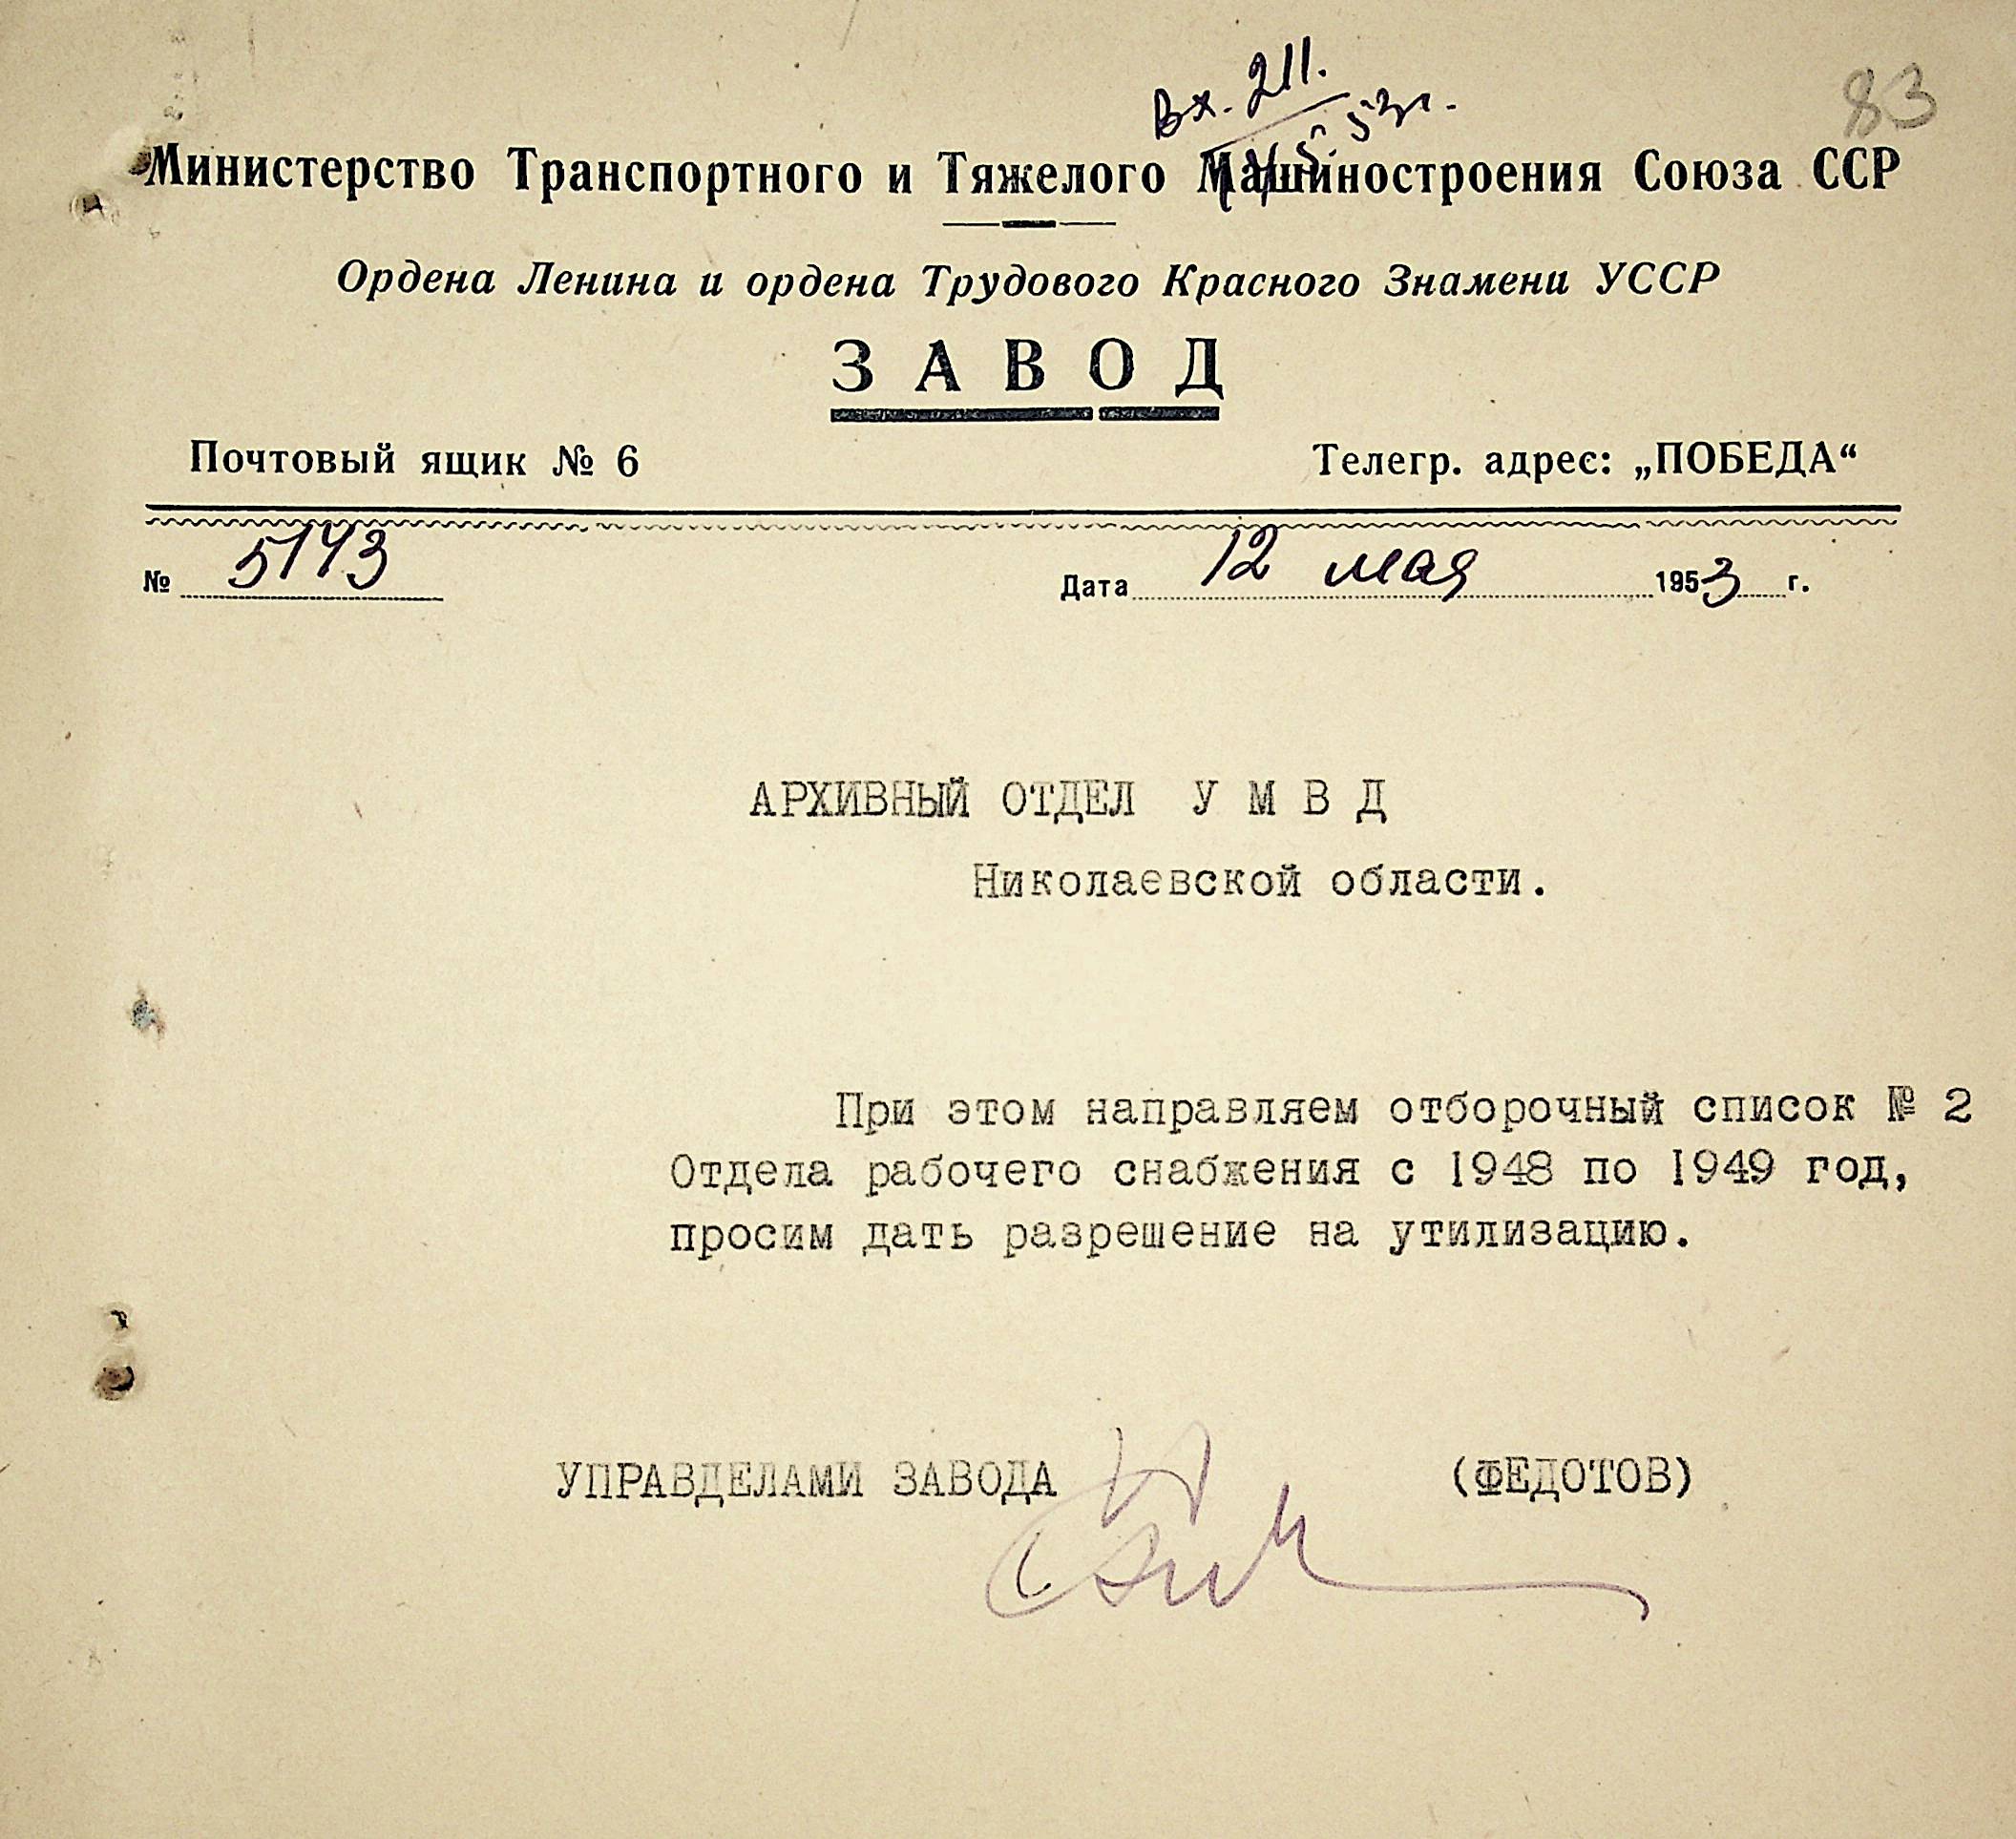 83
Вх. 211.
53г.
Министерство Транспортного и Тяжелого Машиностроения Союза ССР
Ордена Ленина и ордена Трудового Красного Знамени УССР
ЗАВОД
Почтовый ящик № 6 Телегр. адрес: „ПОБЕДА“
№ 5143 Дата 12 мая 1953 г.
АРХИВНЫЙ ОТДЕЛ У М В Д
Николаевской области.
При этом направляем отборочный список № 2
Отдела рабочего снабжения с 1948 по 1949 год,
просим дать разрешение на утилизацию.
УПРАВДЕЛАМИ ЗАВОДА (ФЕДОТОВ)